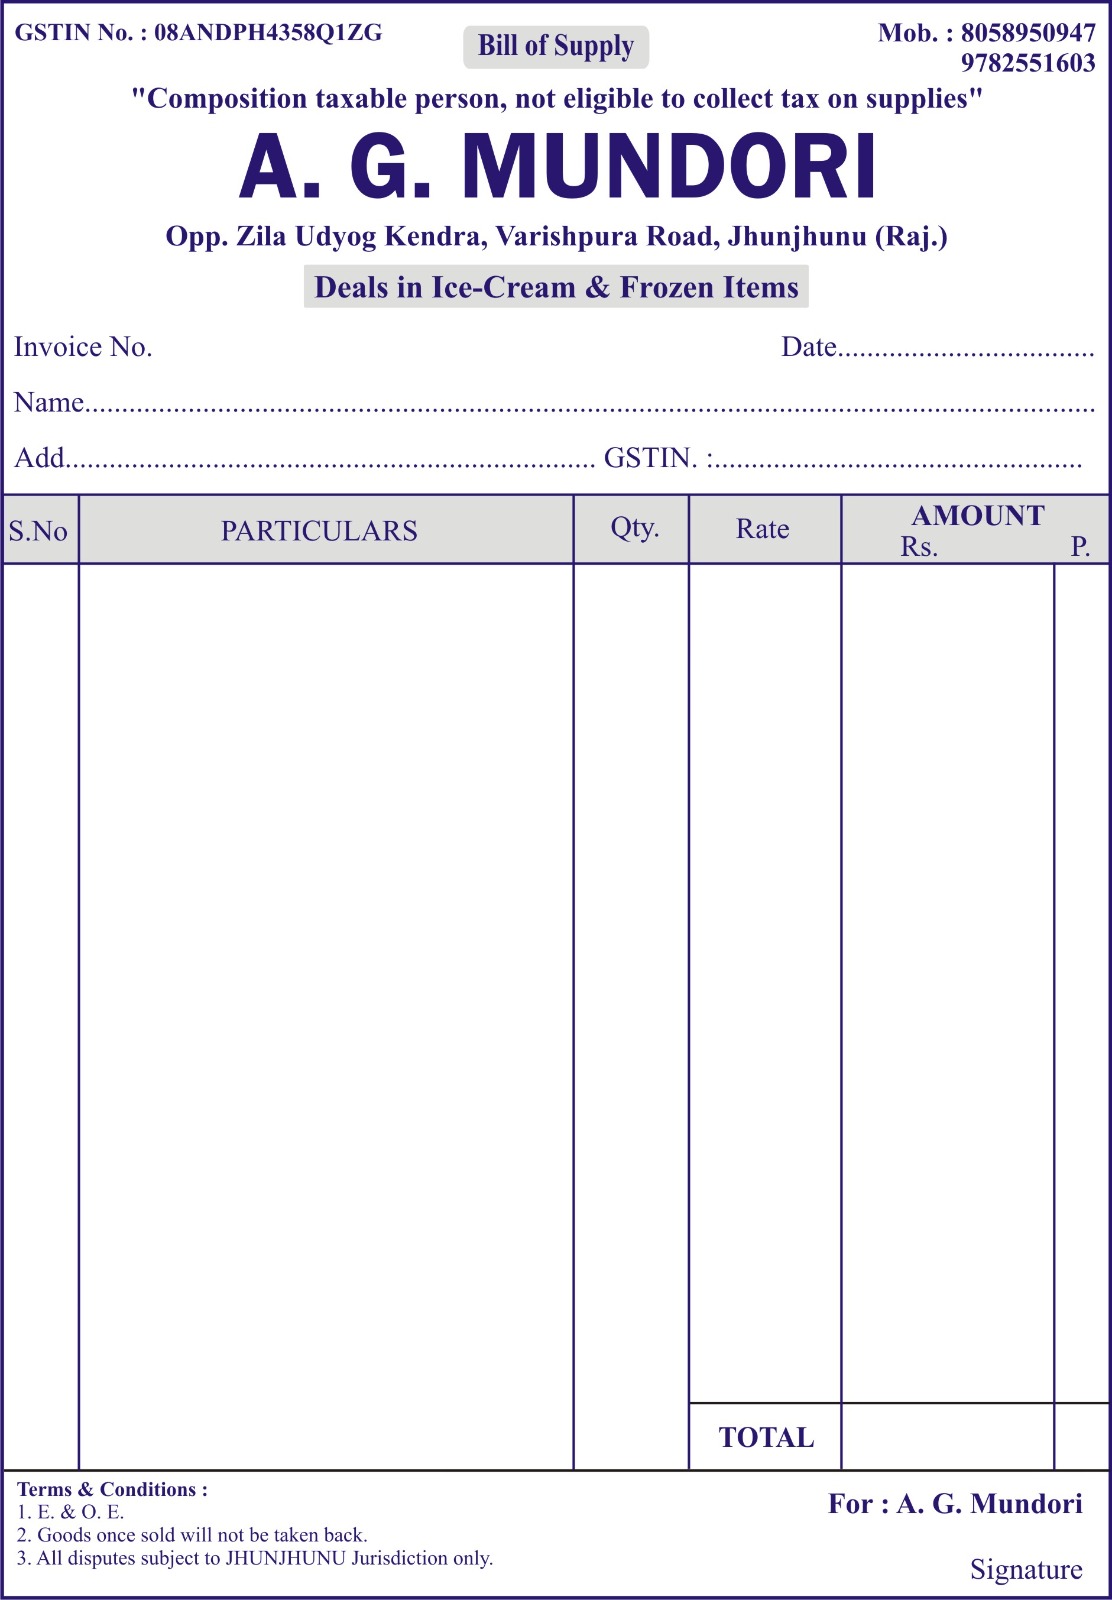 GSTIN No. : 08ANDPH4358Q1ZG
Bill of Supply
Mob. : 8058950947
9782551603
"Composition taxable person, not eligible to collect tax on supplies"
A. G. MUNDORI
Opp. Zila Udyog Kendra, Varishpura Road, Jhunjhunu (Raj.)
Deals in Ice-Cream & Frozen Items
Invoice No. Date...................................
Name..........................................................................................................................................
Add........................................................................ GSTIN. :..................................................
S.No PARTICULARS Qty. Rate AMOUNT
Rs. P.
TOTAL
Terms & Conditions :
1. E. & O. E.
2. Goods once sold will not be taken back.
3. All disputes subject to JHUNJHUNU Jurisdiction only.
For : A. G. Mundori
Signature